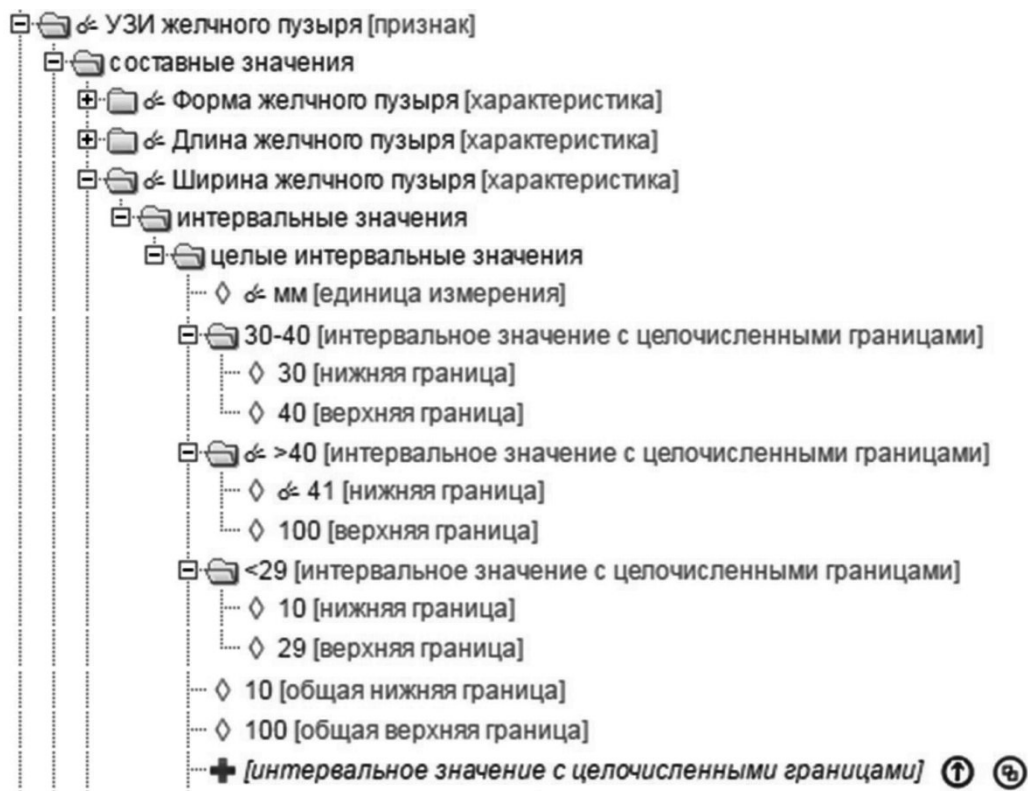 УЗИ желчного пузыря [признак]
составные значения
Форма желчного пузыря [характеристика]
Длина желчного пузыря [характеристика]
Ширина желчного пузыря [характеристика]
интервальные значения
целые интервальные значения
мм [единица измерения]
30-40 [интервальное значение с целочисленными границами]
30 [нижняя граница]
40 [верхняя граница]
>40 [интервальное значение с целочисленными границами]
41 [нижняя граница]
100 [верхняя граница]
<29 [интервальное значение с целочисленными границами]
10 [нижняя граница]
29 [верхняя граница]
10 [общая нижняя граница]
100 [общая верхняя граница]
[интервальное значение с целочисленными границами]